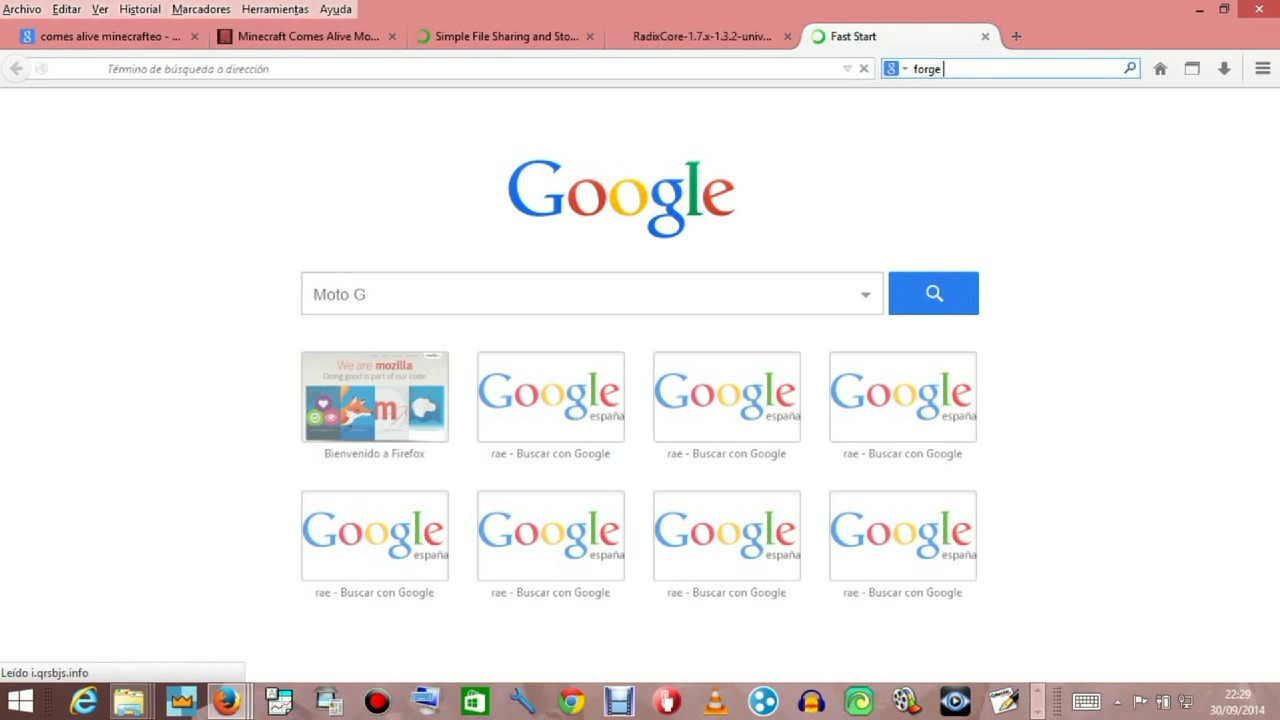 Archivo Editar Ver Historial Marcadores Herramientas Ayuda
comes alive minecrafteo - ... Minecraft Comes Alive Mo... Simple File Sharing and Sto... RadixCore-1.7.x-1.3.2-univ... Fast Start
Término de búsqueda o dirección forge
Google
Moto G
We are mozilla
Doing good is part of our code
Google españa
Google españa
Google españa
Bienvenido a Firefox rae - Buscar con Google rae - Buscar con Google rae - Buscar con Google
Google españa
Google españa
Google españa
Google españa
rae - Buscar con Google rae - Buscar con Google rae - Buscar con Google rae - Buscar con Google
Leído i.qrsbjs.info
22:29
30/09/2014